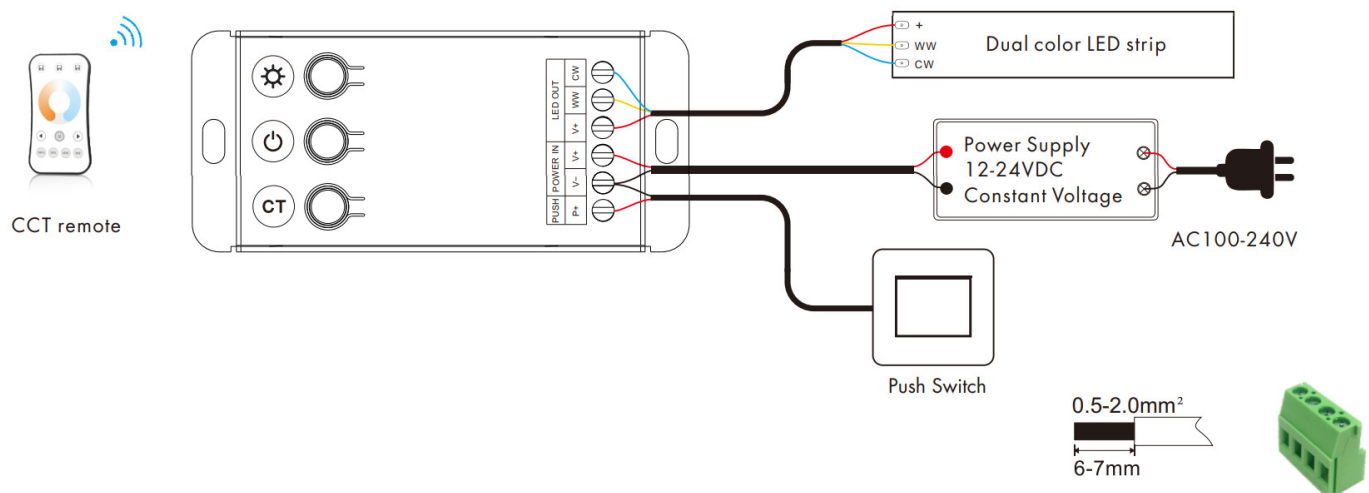 CCT remote
CT
LED OUT
POWER IN
PUSH
CW
WW
V+
V+
V−
P+
+
WW
CW
Dual color LED strip
Power Supply
12-24VDC
Constant Voltage
AC100-240V
Push Switch
0.5-2.0mm²
6-7mm